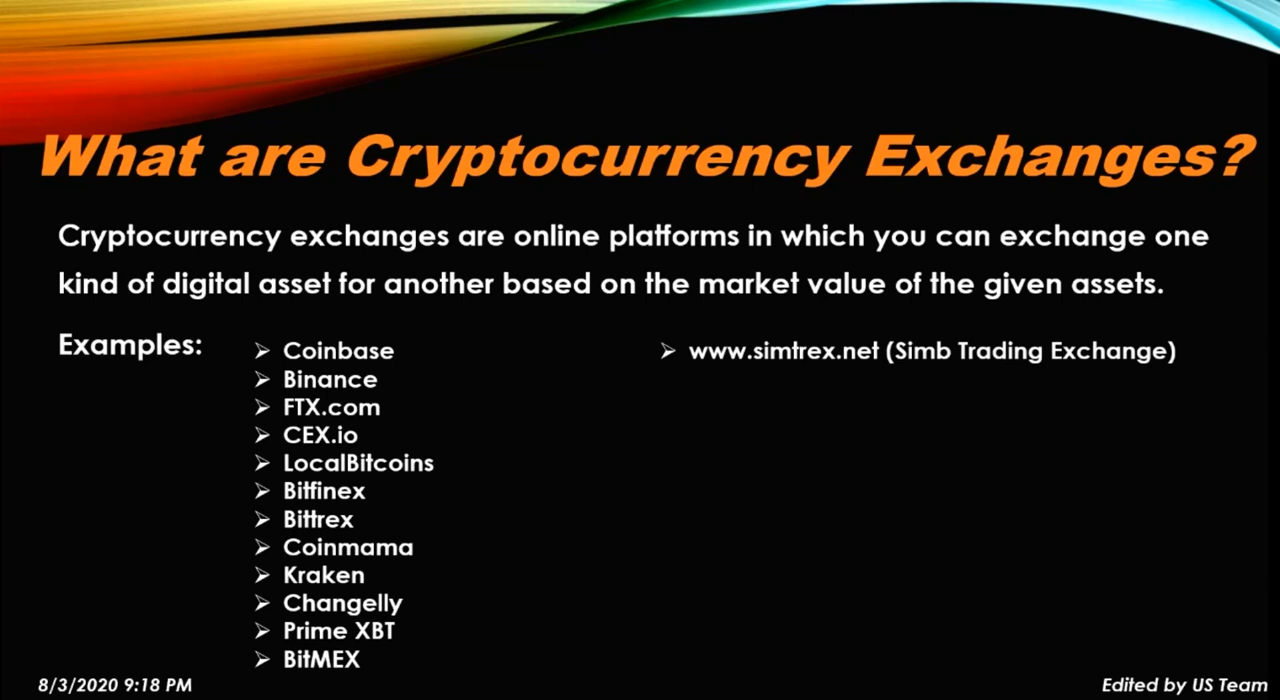 What are Cryptocurrency Exchanges?
Cryptocurrency exchanges are online platforms in which you can exchange one
kind of digital asset for another based on the market value of the given assets.
Examples:
➢ Coinbase
➢ Binance
➢ FTX.com
➢ CEX.io
➢ LocalBitcoins
➢ Bitfinex
➢ Bittrex
➢ Coinmama
➢ Kraken
➢ Changelly
➢ Prime XBT
➢ BitMEX
➢ www.simtrex.net (Simb Trading Exchange)
8/3/2020 9:18 PM
Edited by US Team